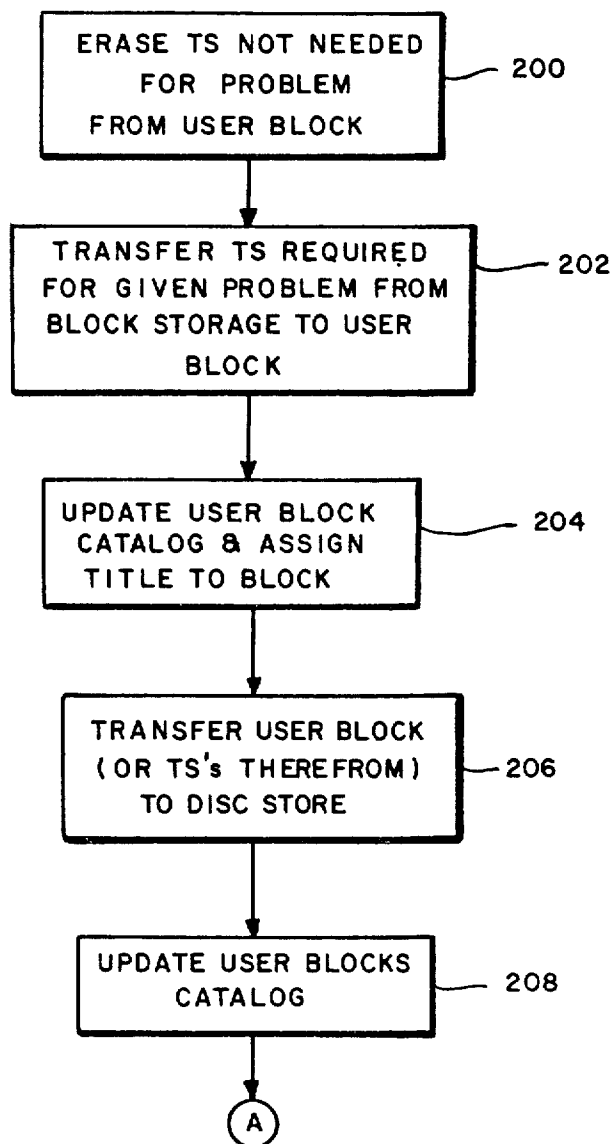 ERASE TS NOT NEEDED
FOR PROBLEM
FROM USER BLOCK
200
TRANSFER TS REQUIRED
FOR GIVEN PROBLEM FROM
BLOCK STORAGE TO USER
BLOCK
202
UPDATE USER BLOCK
CATALOG & ASSIGN
TITLE TO BLOCK
204
TRANSFER USER BLOCK
(OR TS's THEREFROM)
TO DISC STORE
206
UPDATE USER BLOCKS
CATALOG
208
A